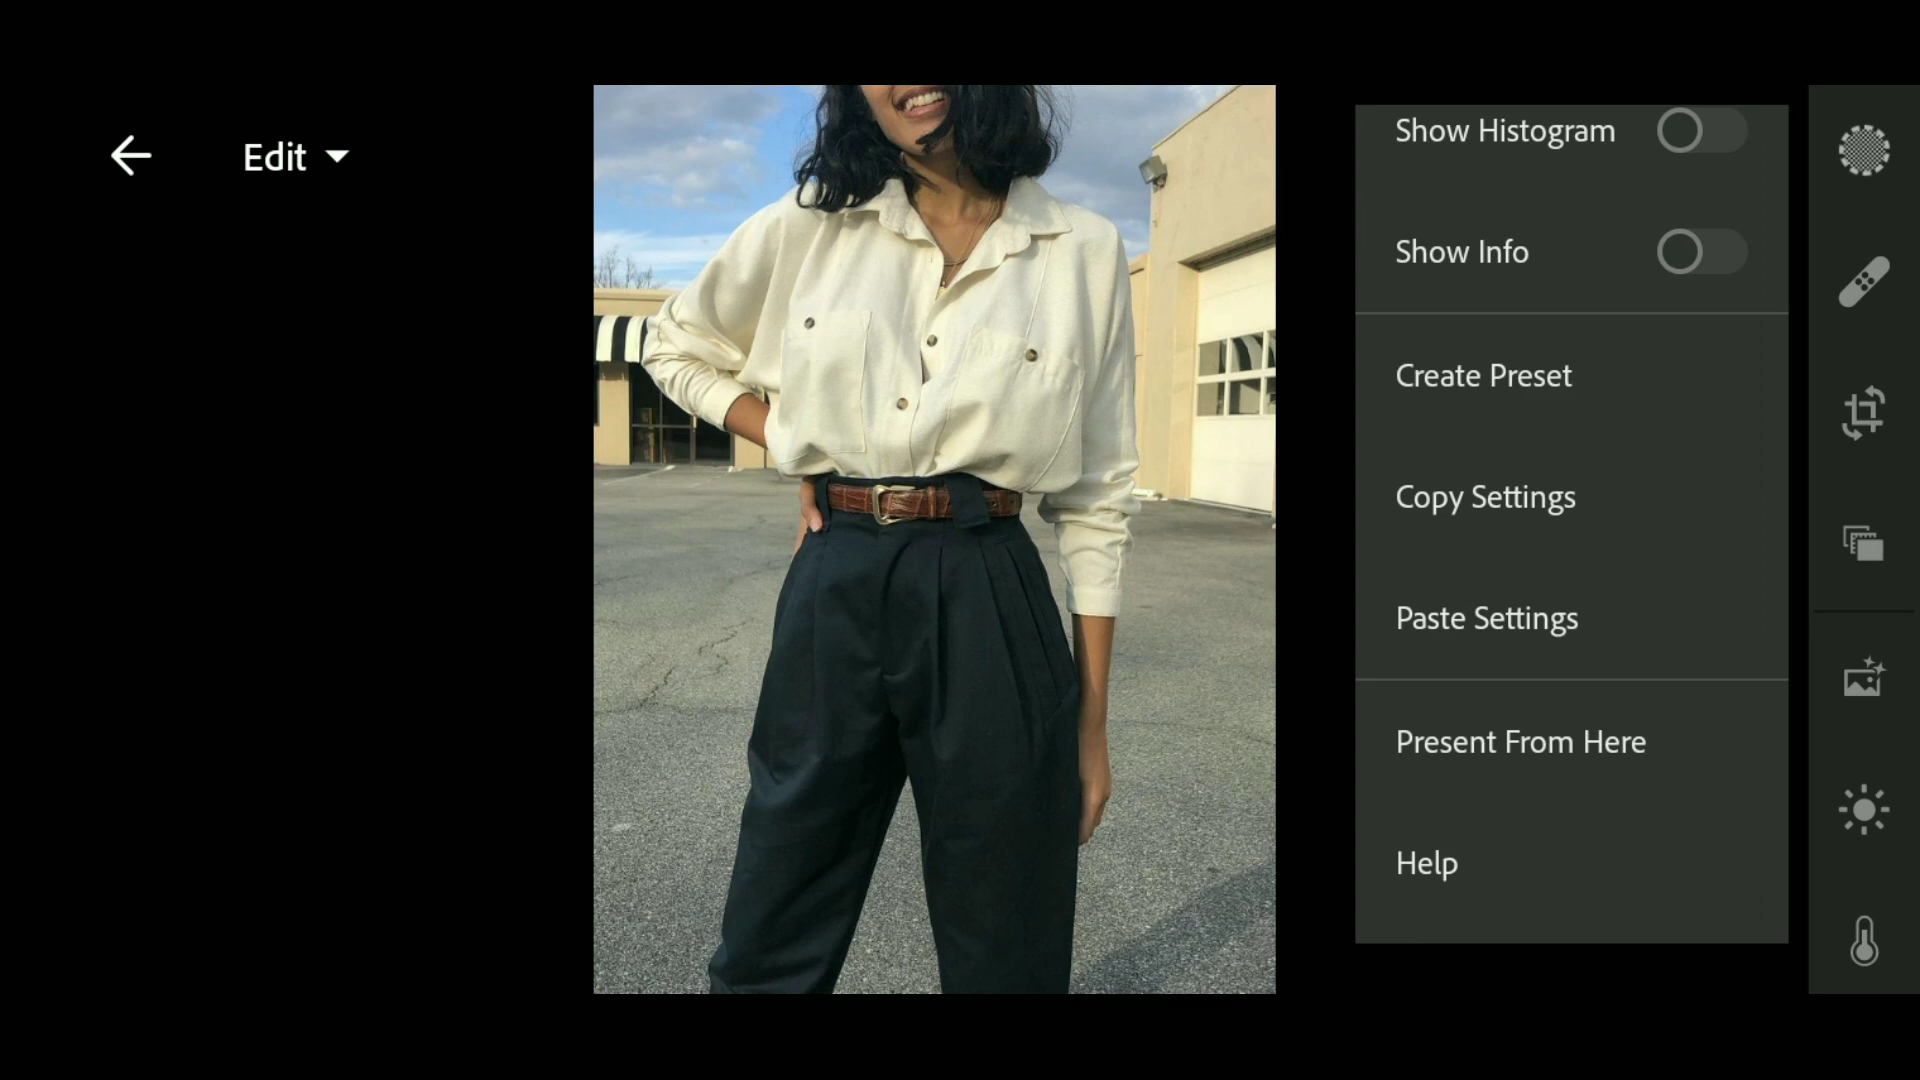 Edit
Show Histogram
Show Info
Create Preset
Copy Settings
Paste Settings
Present From Here
Help